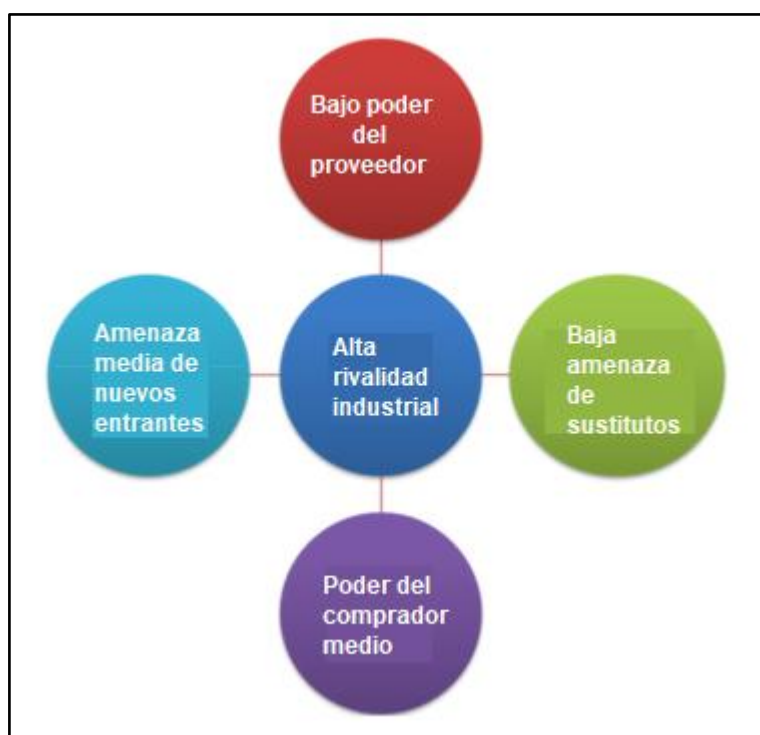 Bajo poder
del
proveedor
Amenaza
media de
nuevos
entrantes
Alta
rivalidad
industrial
Baja
amenaza
de
sustitutos
Poder del
comprador
medio